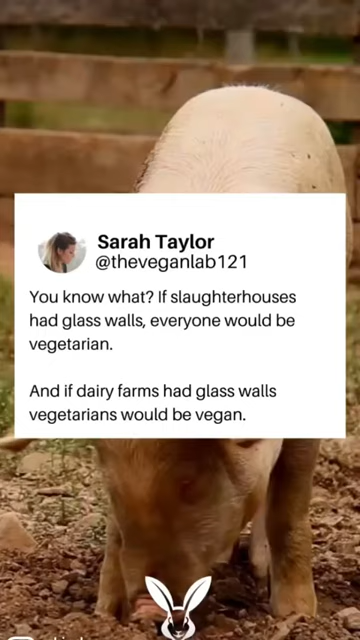 Sarah Taylor
@theveganlab121
You know what? If slaughterhouses
had glass walls, everyone would be
vegetarian.
And if dairy farms had glass walls
vegetarians would be vegan.